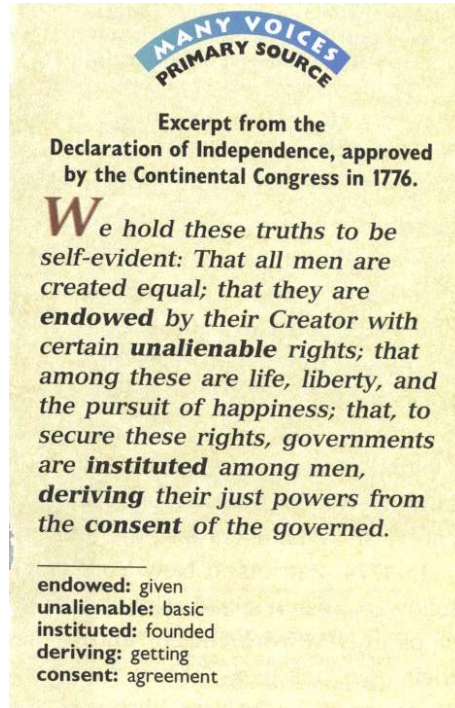 MANY VOICES
PRIMARY SOURCE
Excerpt from the
Declaration of Independence, approved
by the Continental Congress in 1776.
We hold these truths to be
self-evident: That all men are
created equal; that they are
endowed by their Creator with
certain unalienable rights; that
among these are life, liberty, and
the pursuit of happiness; that, to
secure these rights, governments
are instituted among men,
deriving their just powers from
the consent of the governed.
endowed: given
unalienable: basic
instituted: founded
deriving: getting
consent: agreement